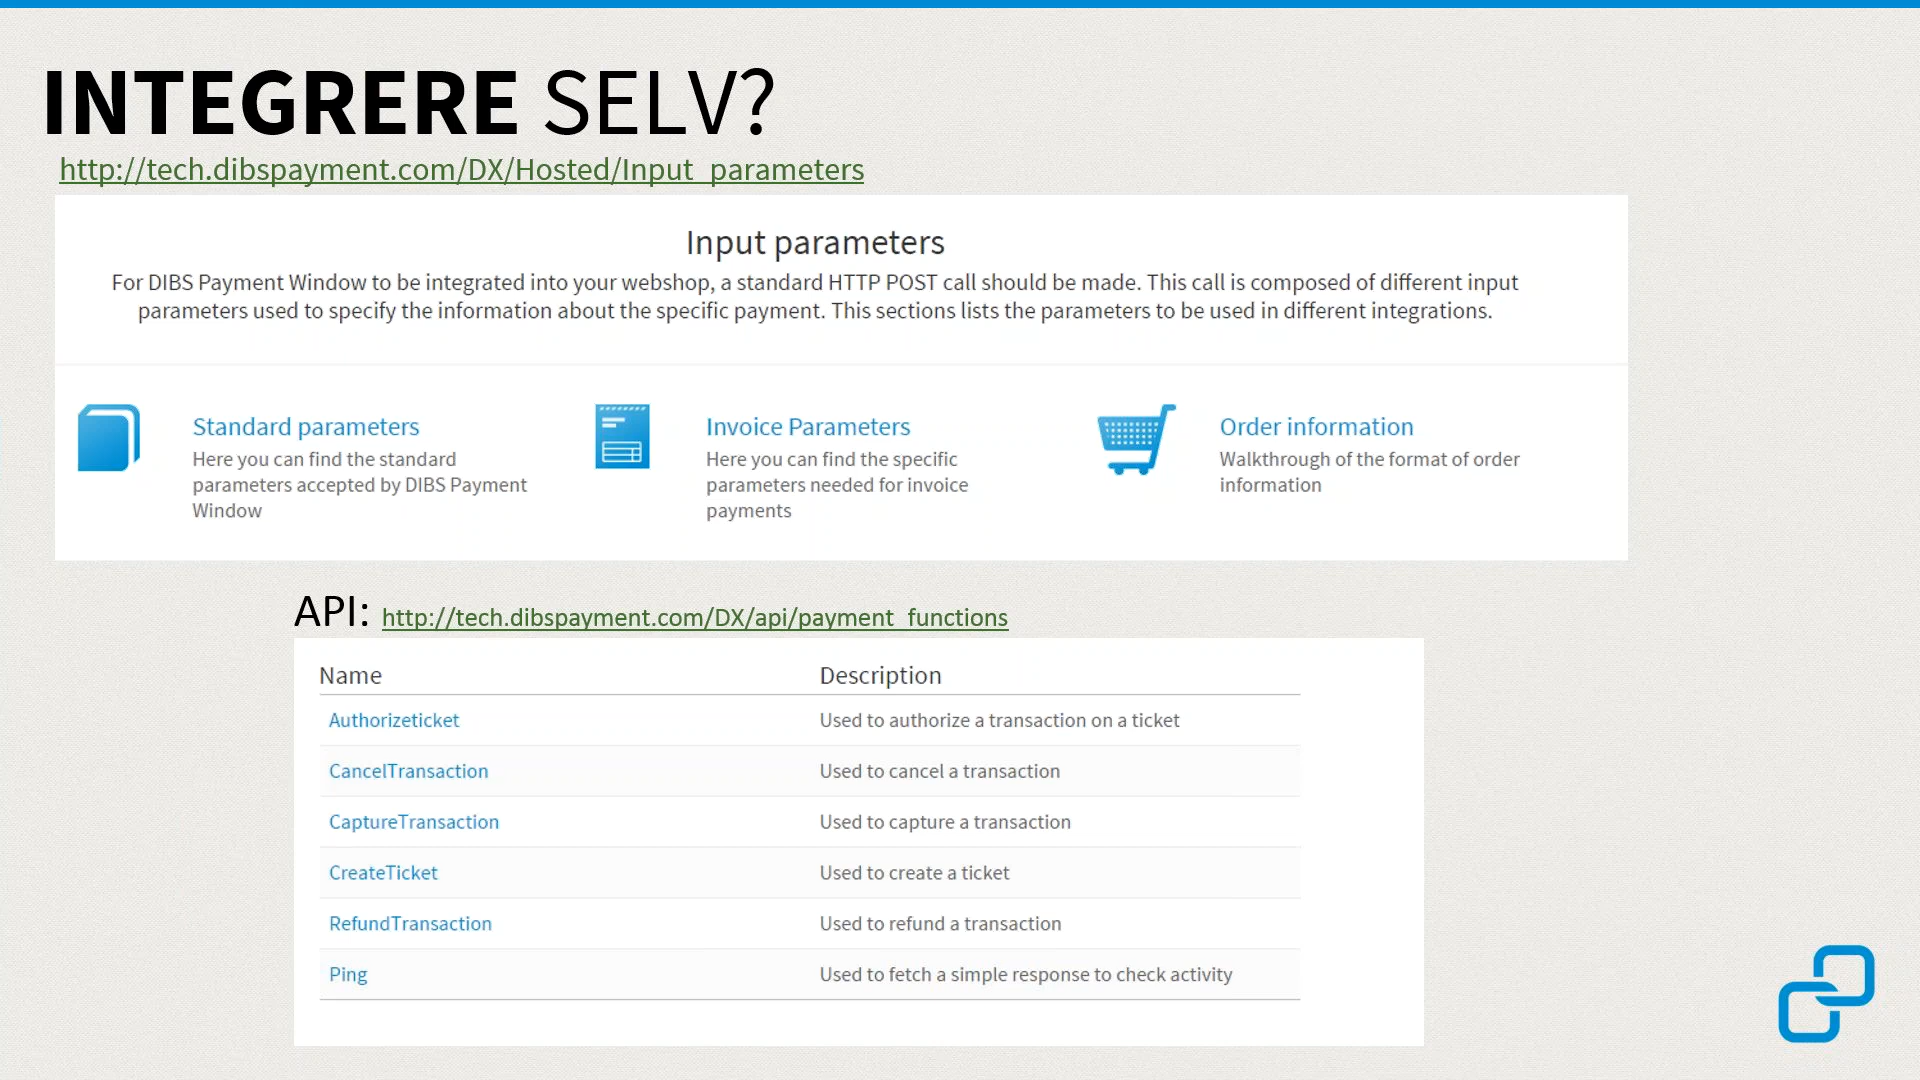 INTEGRERE SELV?
http://tech.dibspayment.com/DX/Hosted/Input_parameters
Input parameters
For DIBS Payment Window to be integrated into your webshop, a standard HTTP POST call should be made. This call is composed of different input
parameters used to specify the information about the specific payment. This sections lists the parameters to be used in different integrations.
Standard parameters
Here you can find the standard
parameters accepted by DIBS Payment
Window
Invoice Parameters
Here you can find the specific
parameters needed for invoice
payments
Order information
Walkthrough of the format of order
information
API: http://tech.dibspayment.com/DX/api/payment_functions
Name Description
Authorizeticket Used to authorize a transaction on a ticket
CancelTransaction Used to cancel a transaction
CaptureTransaction Used to capture a transaction
CreateTicket Used to create a ticket
RefundTransaction Used to refund a transaction
Ping Used to fetch a simple response to check activity